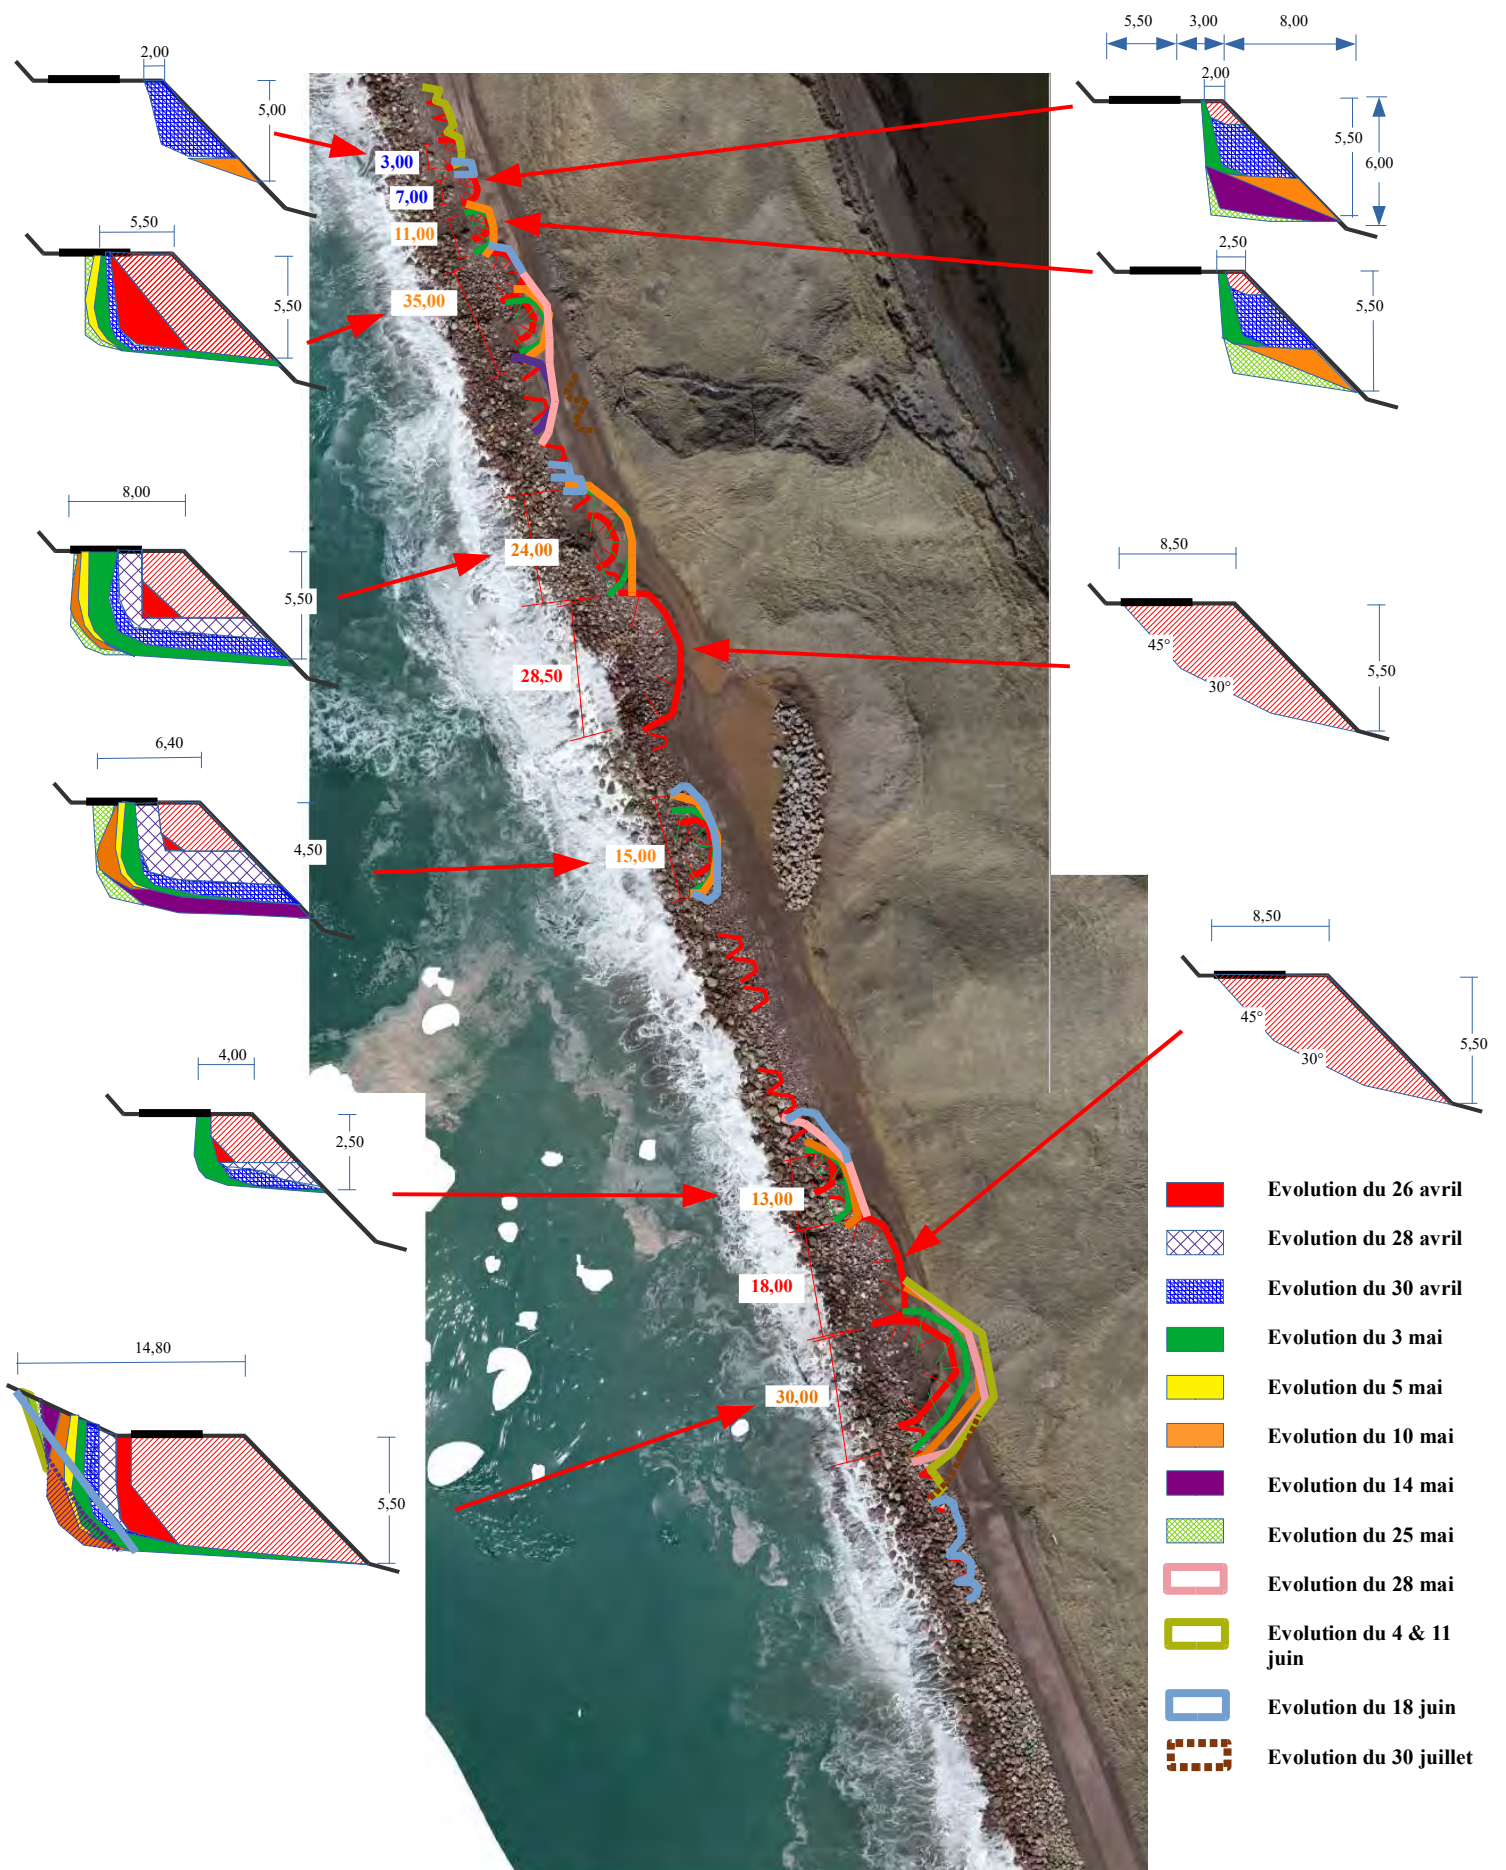 5,50 3,00 8,00
2,00
5,00
2,00
5,50
6,00
3,00
7,00
5,50
11,00
2,50
35,00
5,50
5,50
8,00
24,00
5,50
8,50
45°
30°
5,50
28,50
6,40
4,50
15,00
8,50
45°
30°
5,50
4,00
2,50
13,00
18,00
14,80
5,50
30,00
Evolution du 26 avril
Evolution du 28 avril
Evolution du 30 avril
Evolution du 3 mai
Evolution du 5 mai
Evolution du 10 mai
Evolution du 14 mai
Evolution du 25 mai
Evolution du 28 mai
Evolution du 4 & 11
juin
Evolution du 18 juin
Evolution du 30 juillet